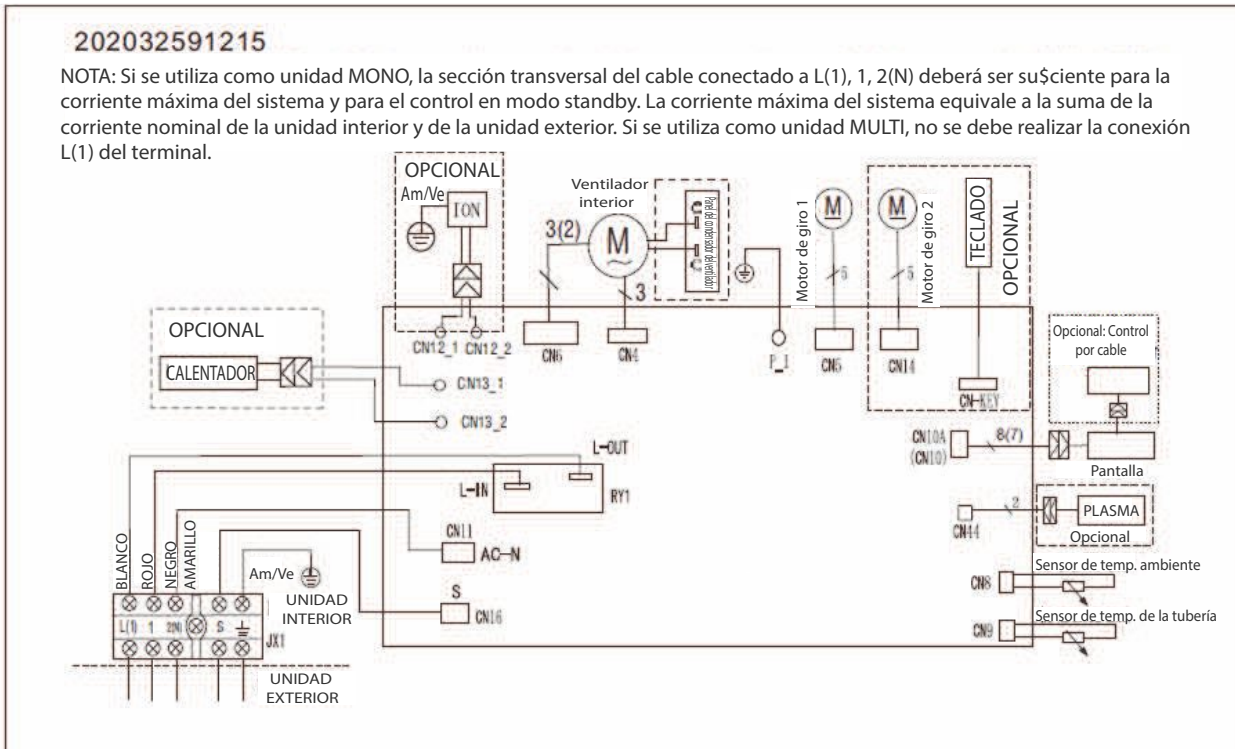 202032591215
NOTA: Si se utiliza como unidad MONO, la sección transversal del cable conectado a L(1), 1, 2(N) deberá ser su$ciente para la
corriente máxima del sistema y para el control en modo standby. La corriente máxima del sistema equivale a la suma de la
corriente nominal de la unidad interior y de la unidad exterior. Si se utiliza como unidad MULTI, no se debe realizar la conexión
L(1) del terminal.
OPCIONAL
Am/Ve
ION
CN12_1
CN12_2
Ventilador
interior
3(2)
M
3
Panel del condensador del ventilador
CN6
CN4
P_1
Motor de giro 1
M
5
CN5
Motor de giro 2
M
5
CN14
TECLADO
OPCIONAL
CN-KEY
OPCIONAL
CALENTADOR
CN13_1
CN13_2
Opcional: Control
por cable
CN10A
(CN10)
8(7)
Pantalla
L-OUT
L-IN
RY1
CN44
2
PLASMA
Opcional
CN11
AC-N
S
CN16
CN8
Sensor de temp. ambiente
CN9
Sensor de temp. de la tubería
BLANCO
ROJO
NEGRO
AMARILLO
Am/Ve
UNIDAD
INTERIOR
L(1)
1
2(N)
S
JX1
UNIDAD
EXTERIOR